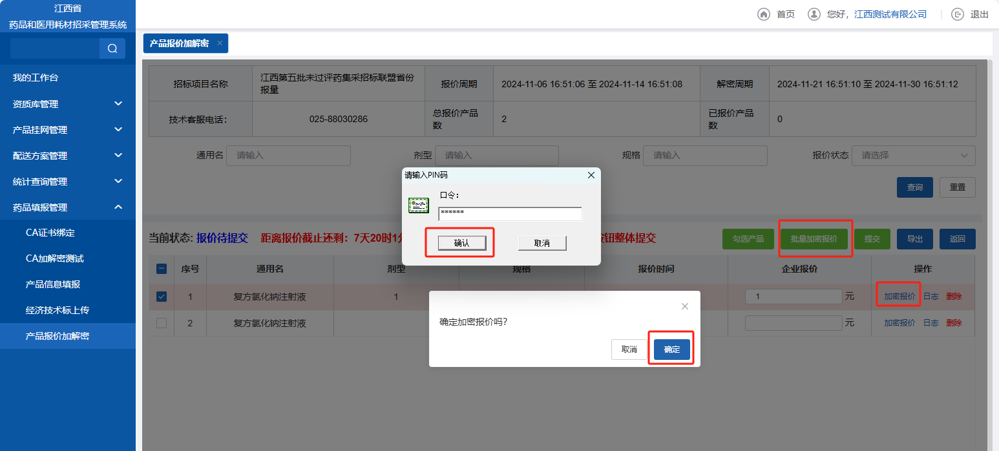 江西省
药品和医用耗材招采管理系统
首页
您好，江西测试有限公司
退出
产品报价加解密
我的工作台
资质库管理
产品挂网管理
配送方案管理
统计查询管理
药品填报管理
CA证书绑定
CA加解密测试
产品信息填报
经济技术标上传
产品报价加解密
招标项目名称
江西第五批未过评药集采招标联盟省份
报量
报价周期
2024-11-06 16:51:06 至 2024-11-14 16:51:08
解密周期
2024-11-21 16:51:10 至 2024-11-30 16:51:12
技术客服电话：
025-88030286
总报价产品
数
2
已报价产品
数
0
通用名 请输入
剂型 请输入
规格 请输入
报价状态 请选择
查询 重置
请输入PIN码
口令：
******
确认 取消
当前状态: 报价待提交 距离报价截止还剩：7天20时1
钮整体提交
勾选产品 批量加密报价 提交 导出 返回
序号 通用名 剂型 规格 报价时间 企业报价 操作
1 复方氯化钠注射液 1 1 元 加密报价 日志 删除
2 复方氯化钠注射液 元 加密报价 日志 删除
确定加密报价吗?
取消 确定